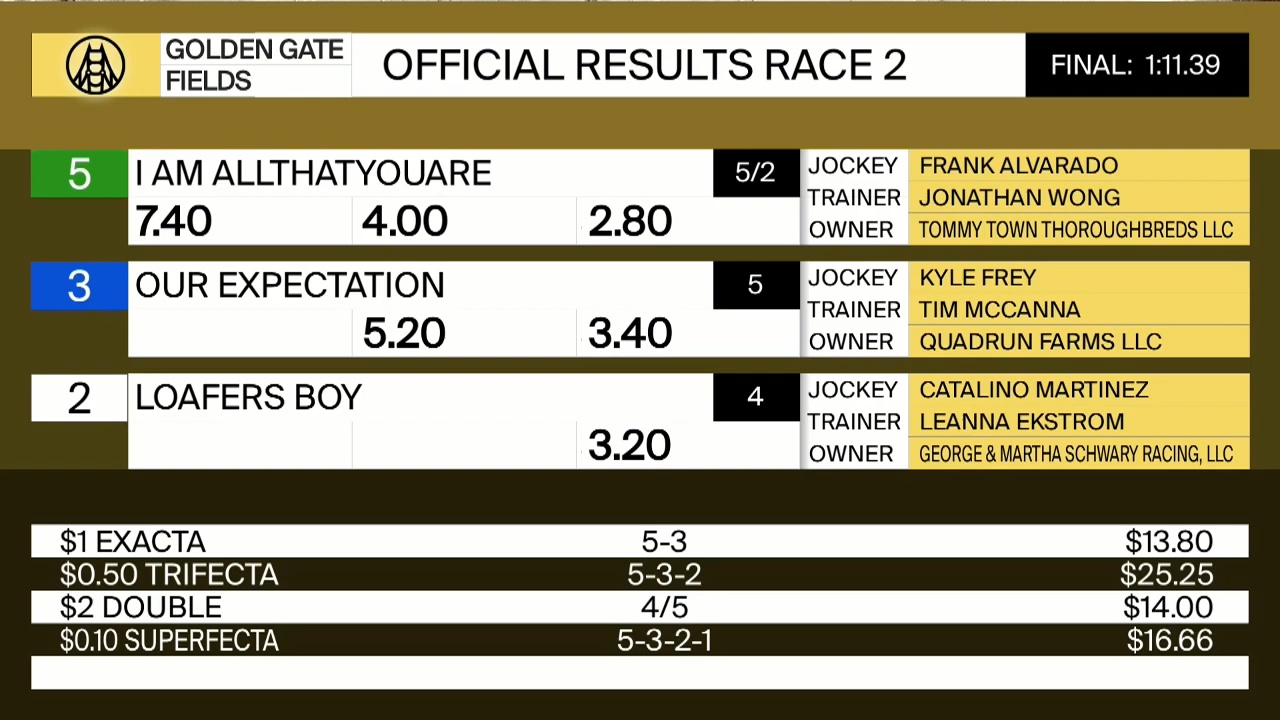 GOLDEN GATE
FIELDS
OFFICIAL RESULTS RACE 2
FINAL: 1:11.39
5 I AM ALLTHATYOUARE 5/2
7.40 4.00 2.80
JOCKEY FRANK ALVARADO
TRAINER JONATHAN WONG
OWNER TOMMY TOWN THOROUGHBREDS LLC
3 OUR EXPECTATION 5
5.20 3.40
JOCKEY KYLE FREY
TRAINER TIM MCCANNA
OWNER QUADRUN FARMS LLC
2 LOAFERS BOY 4
3.20
JOCKEY CATALINO MARTINEZ
TRAINER LEANNA EKSTROM
OWNER GEORGE & MARTHA SCHWARY RACING, LLC
$1 EXACTA 5-3 $13.80
$0.50 TRIFECTA 5-3-2 $25.25
$2 DOUBLE 4/5 $14.00
$0.10 SUPERFECTA 5-3-2-1 $16.66